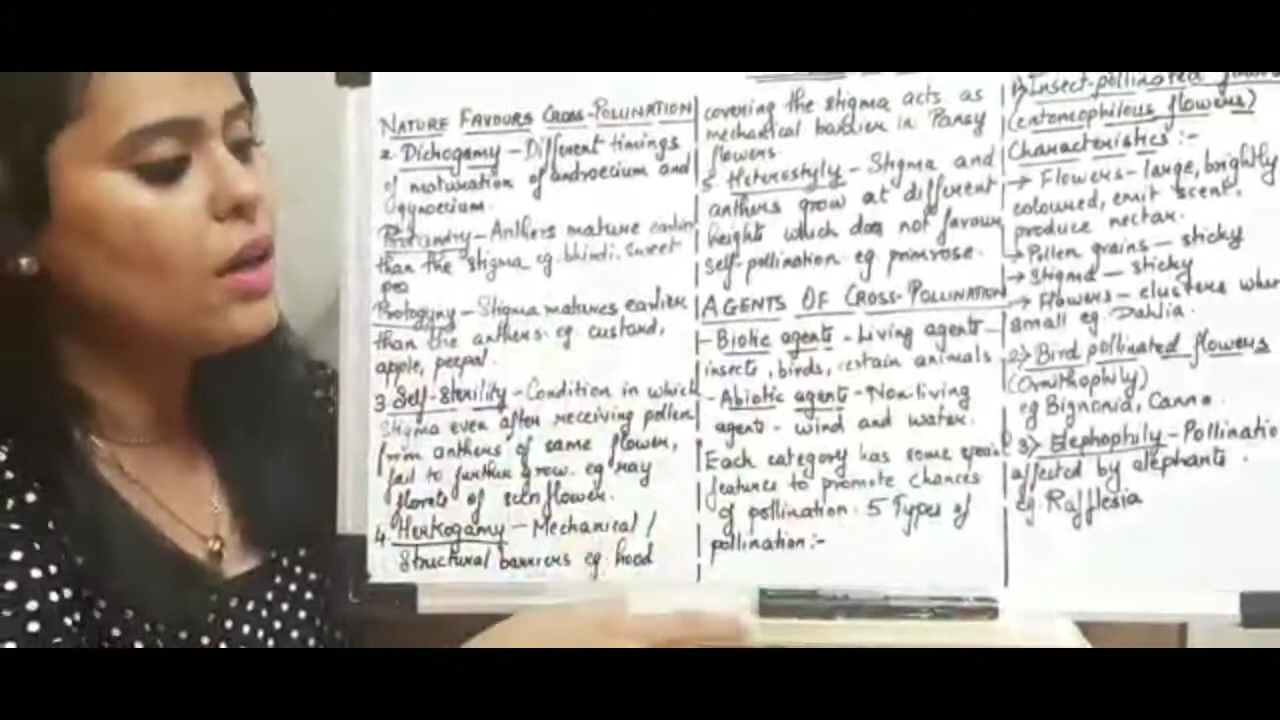 NATURE FAVOURS CROSS-POLLINATION
2. Dichogamy - Different timings
of maturation of androecium and
gynoecium.
Protandry - Anthers mature earlier
than the stigma eg. bhindi, sweet
pea
Protogyny - Stigma matures earlier
than the anthers. eg. custard,
apple, peepal.
3 Self-Sterility - Condition in which
stigma even after receiving pollen
from anthers of same flower,
fail to further grow. eg ray
florets of sunflower.
4. Herkogamy - Mechanical /
Structural barriers eg. hood
covering the stigma acts as
mechanical barrier in Pansy
flowers.
5 Heterostyly - Stigma and
anthers grow at different
heights which does not favour
self-pollination. eg primrose.
AGENTS OF CROSS-POLLINATION
- Biotic agents - Living agents -
insects, birds, certain animals
- Abiotic agent - Non-living
agent - wind and water.
Each category has some special
features to promote chances
of pollination. 5 Types of
pollination:-
1) Insect-pollinated
(entomophilous flowers)
Characteristics:-
→ Flowers - large, brightly
coloured, emit scent,
produce nectar.
→ Pollen grains - sticky
→ Stigma - sticky
→ Flowers - clusters when
small eg. Dahlia.
2) Bird pollinated flowers
(Ornithophily)
eg Bignonia, Canna.
3) Elephophily - Pollinatio
affected by elephants.
eg. Rafflesia